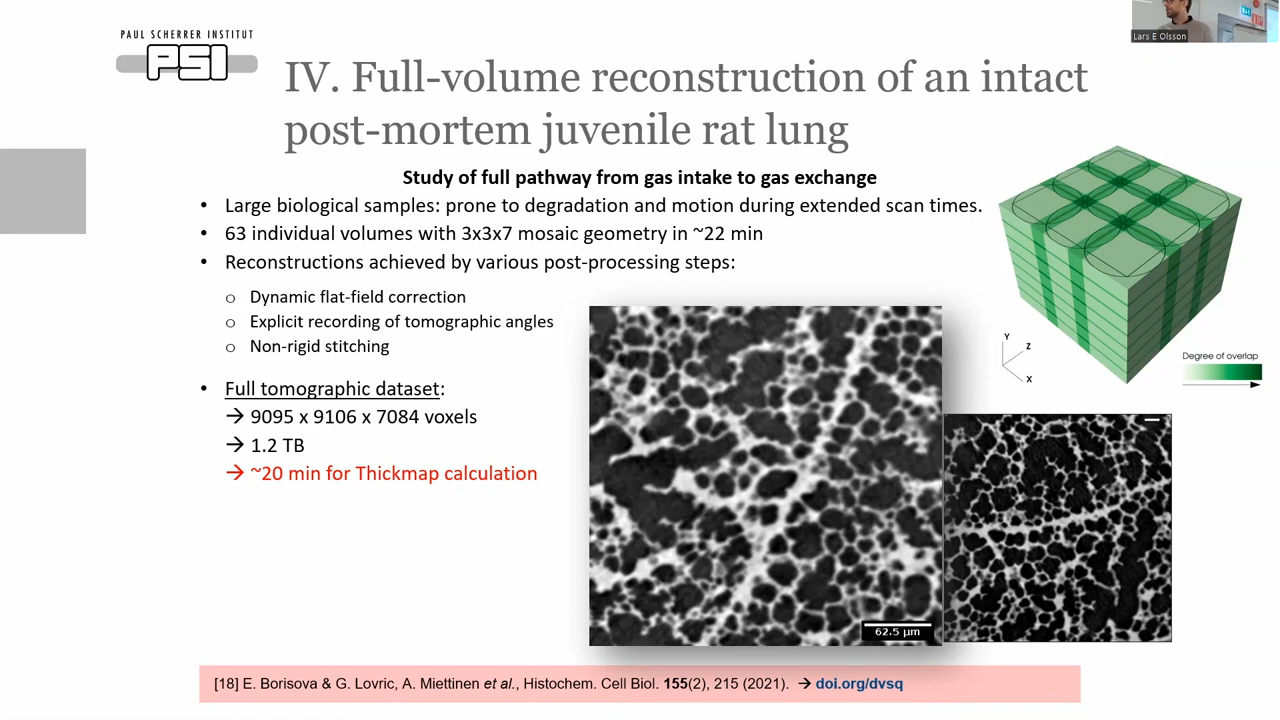 PAUL SCHERRER INSTITUT
PSI
Lars E Olsson
IV. Full-volume reconstruction of an intact
post-mortem juvenile rat lung
Study of full pathway from gas intake to gas exchange
• Large biological samples: prone to degradation and motion during extended scan times.
• 63 individual volumes with 3x3x7 mosaic geometry in ~22 min
• Reconstructions achieved by various post-processing steps:
o Dynamic flat-field correction
o Explicit recording of tomographic angles
o Non-rigid stitching
• Full tomographic dataset:
→ 9095 x 9106 x 7084 voxels
→ 1.2 TB
→ ~20 min for Thickmap calculation
Y
Z
X
Degree of overlap
62.5 µm
[18] E. Borisova & G. Lovric, A. Miettinen et al., Histochem. Cell Biol. 155(2), 215 (2021). → doi.org/dvsq